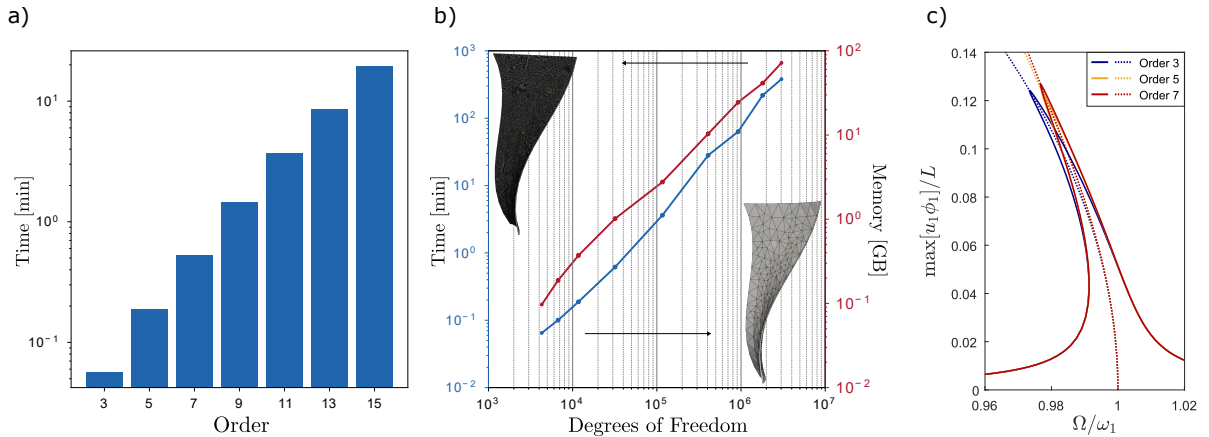 a)
b)
c)
Time [min]
10^1
10^0
10^{-1}
3 5 7 9 11 13 15
Order
Time [min]
10^3
10^2
10^1
10^0
10^{-1}
10^{-2}
10^3 10^4 10^5 10^6 10^7
Degrees of Freedom
10^2
10^1
10^0
10^{-1}
10^{-2}
Memory [GB]
max[u_1ϕ_1]/L
0.14
0.12
0.1
0.08
0.06
0.04
0.02
0
0.96 0.98 1 1.02
Ω/ω_1
Order 3
Order 5
Order 7